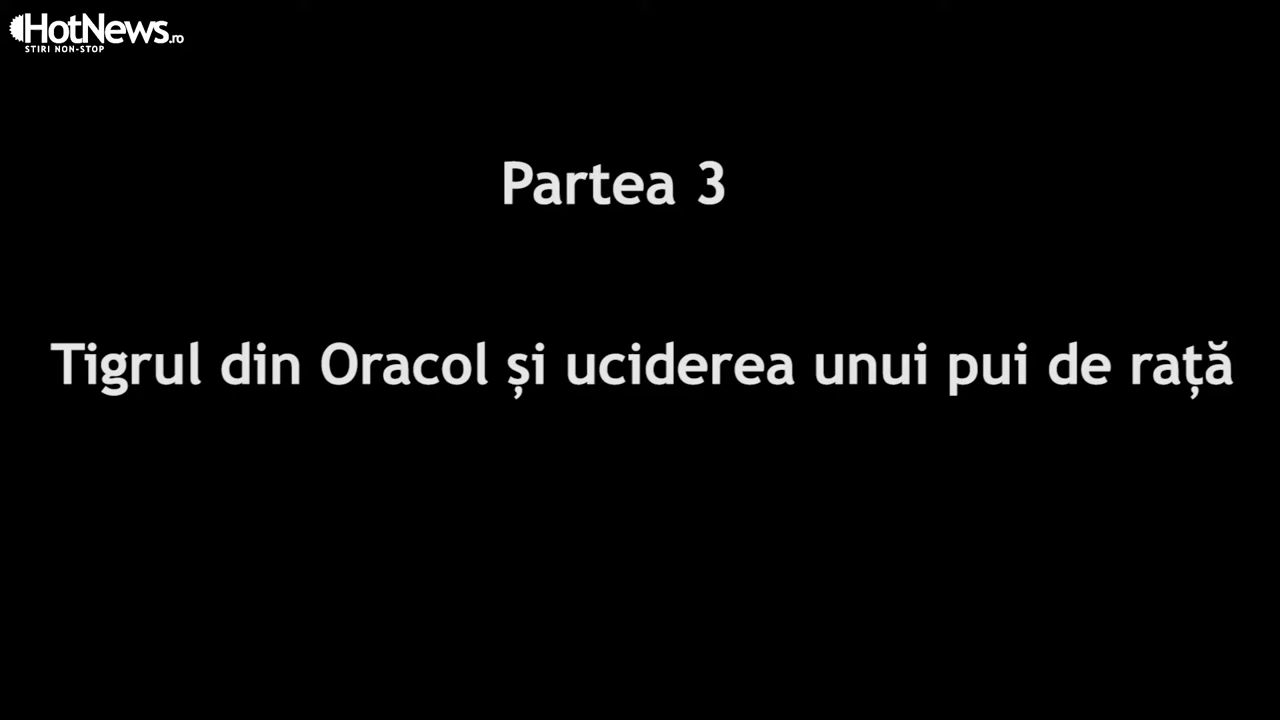 HotNews.ro
STIRI NON-STOP
Partea 3
Tigrul din Oracol și uciderea unui pui de rață